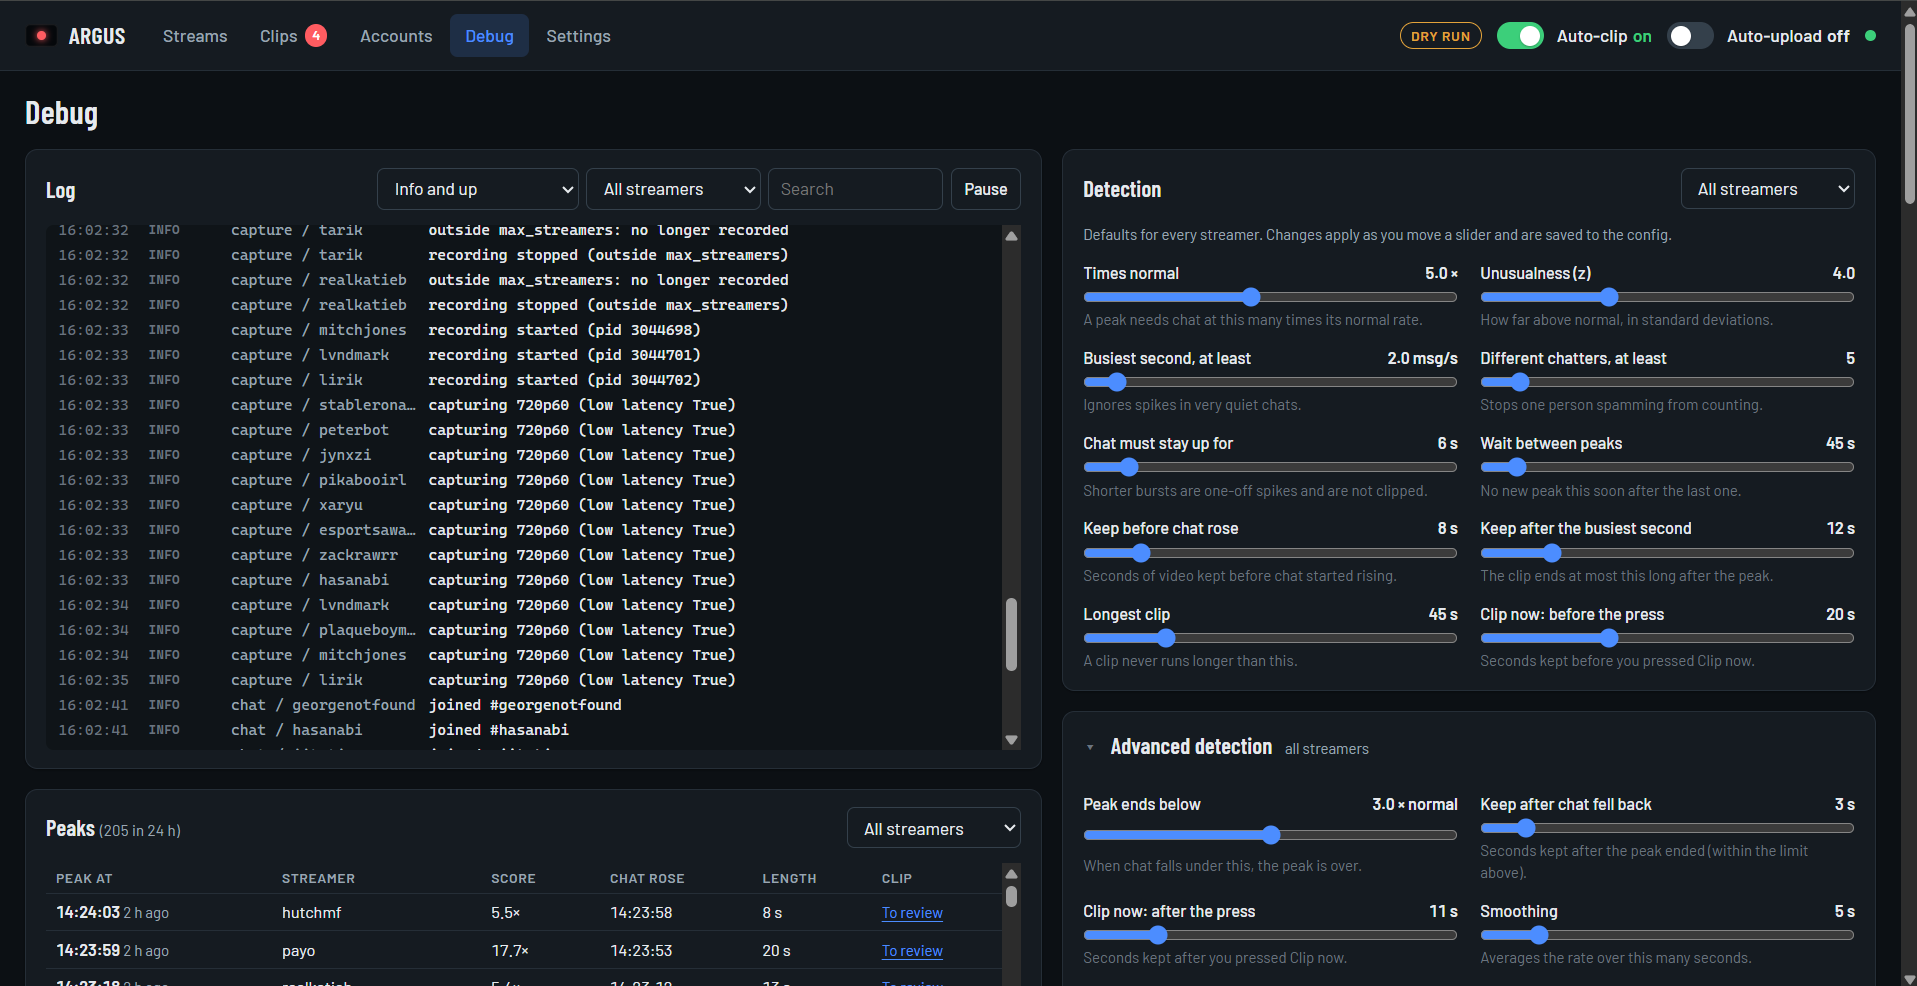 ARGUS Streams Clips 4 Accounts Debug Settings DRY RUN Auto-clip on Auto-upload off
Debug
Log Info and up All streamers Search Pause
16:02:32 INFO capture / tarik outside max_streamers: no longer recorded
16:02:32 INFO capture / tarik recording stopped (outside max_streamers)
16:02:32 INFO capture / realkatieb outside max_streamers: no longer recorded
16:02:32 INFO capture / realkatieb recording stopped (outside max_streamers)
16:02:33 INFO capture / mitchjones recording started (pid 3044698)
16:02:33 INFO capture / lvndmark recording started (pid 3044701)
16:02:33 INFO capture / lirik recording started (pid 3044702)
16:02:33 INFO capture / stablerona… capturing 720p60 (low latency True)
16:02:33 INFO capture / peterbot capturing 720p60 (low latency True)
16:02:33 INFO capture / jynxzi capturing 720p60 (low latency True)
16:02:33 INFO capture / pikabooirl capturing 720p60 (low latency True)
16:02:33 INFO capture / xaryu capturing 720p60 (low latency True)
16:02:33 INFO capture / esportsawa… capturing 720p60 (low latency True)
16:02:33 INFO capture / zackrawrr capturing 720p60 (low latency True)
16:02:33 INFO capture / hasanabi capturing 720p60 (low latency True)
16:02:34 INFO capture / lvndmark capturing 720p60 (low latency True)
16:02:34 INFO capture / plaqueboym… capturing 720p60 (low latency True)
16:02:34 INFO capture / mitchjones capturing 720p60 (low latency True)
16:02:35 INFO capture / lirik capturing 720p60 (low latency True)
16:02:41 INFO chat / georgenotfound joined #georgenotfound
16:02:41 INFO chat / hasanabi joined #hasanabi
Peaks (205 in 24 h) All streamers
PEAK AT STREAMER SCORE CHAT ROSE LENGTH CLIP
14:24:03 2 h ago hutchmf 5.5× 14:23:58 8 s To review
14:23:59 2 h ago payo 17.7× 14:23:53 20 s To review
Detection All streamers
Defaults for every streamer. Changes apply as you move a slider and are saved to the config.
Times normal 5.0 × Unusualness (z) 4.0
A peak needs chat at this many times its normal rate. How far above normal, in standard deviations.
Busiest second, at least 2.0 msg/s Different chatters, at least 5
Ignores spikes in very quiet chats. Stops one person spamming from counting.
Chat must stay up for 6 s Wait between peaks 45 s
Shorter bursts are one-off spikes and are not clipped. No new peak this soon after the last one.
Keep before chat rose 8 s Keep after the busiest second 12 s
Seconds of video kept before chat started rising. The clip ends at most this long after the peak.
Longest clip 45 s Clip now: before the press 20 s
A clip never runs longer than this. Seconds kept before you pressed Clip now.
Advanced detection all streamers
Peak ends below 3.0 × normal Keep after chat fell back 3 s
When chat falls under this, the peak is over. Seconds kept after the peak ended (within the limit
above).
Clip now: after the press 11 s Smoothing 5 s
Seconds kept after you pressed Clip now. Averages the rate over this many seconds.